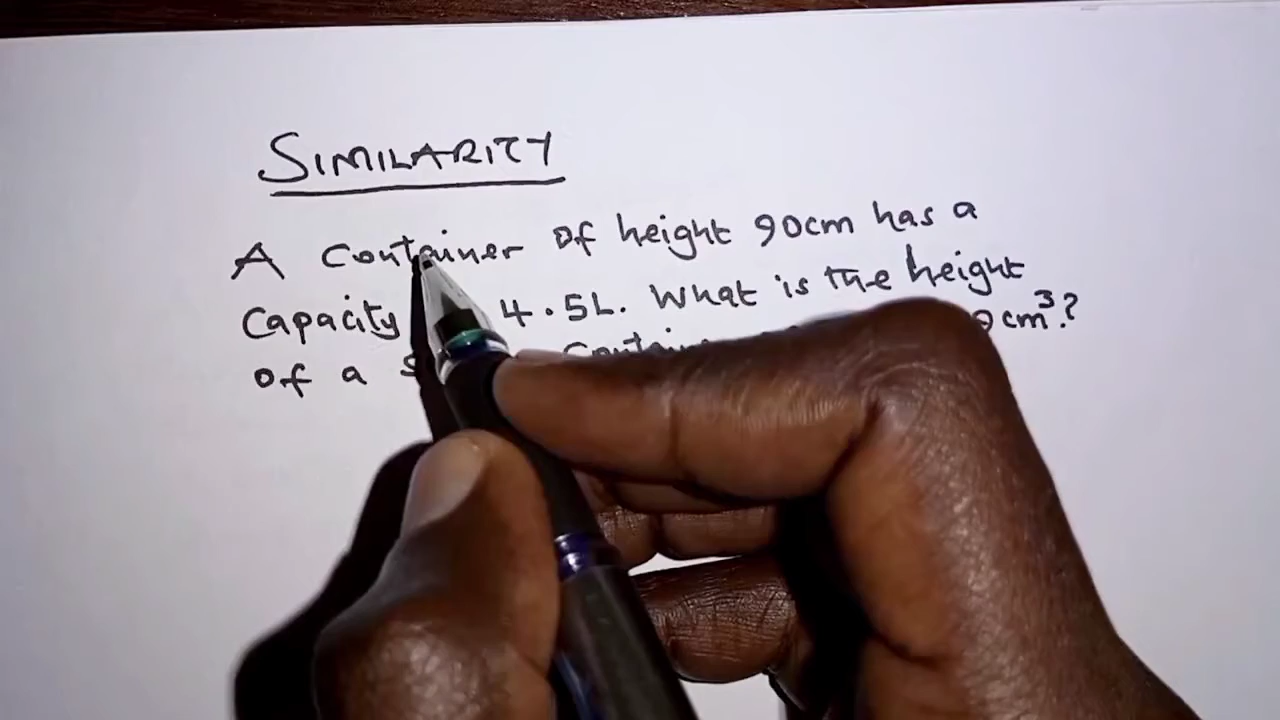 SIMILARITY
A container of height 90cm has a
Capacity 4.5L. What is the height
of a cm³?